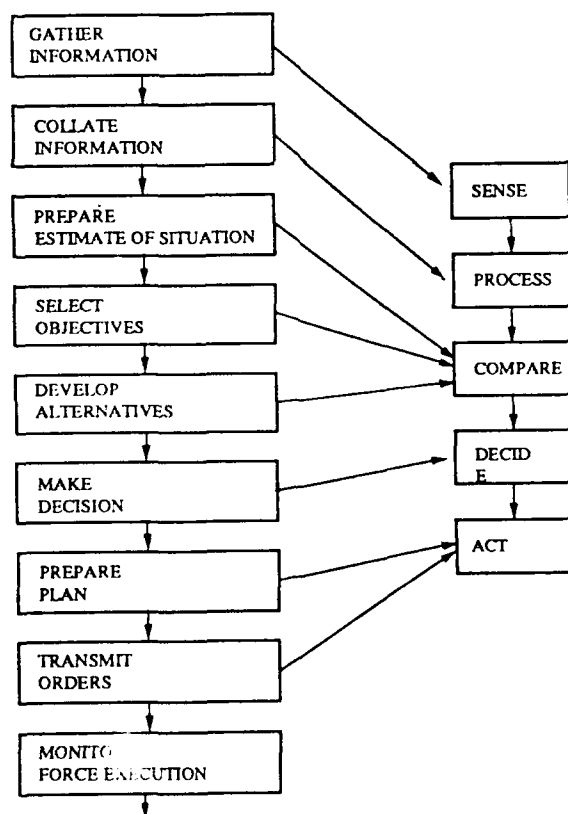 GATHER
INFORMATION
COLLATE
INFORMATION
PREPARE
ESTIMATE OF SITUATION
SELECT
OBJECTIVES
DEVELOP
ALTERNATIVES
MAKE
DECISION
PREPARE
PLAN
TRANSMIT
ORDERS
MONITO
FORCE EXECUTION
SENSE
PROCESS
COMPARE
DECID
E
ACT